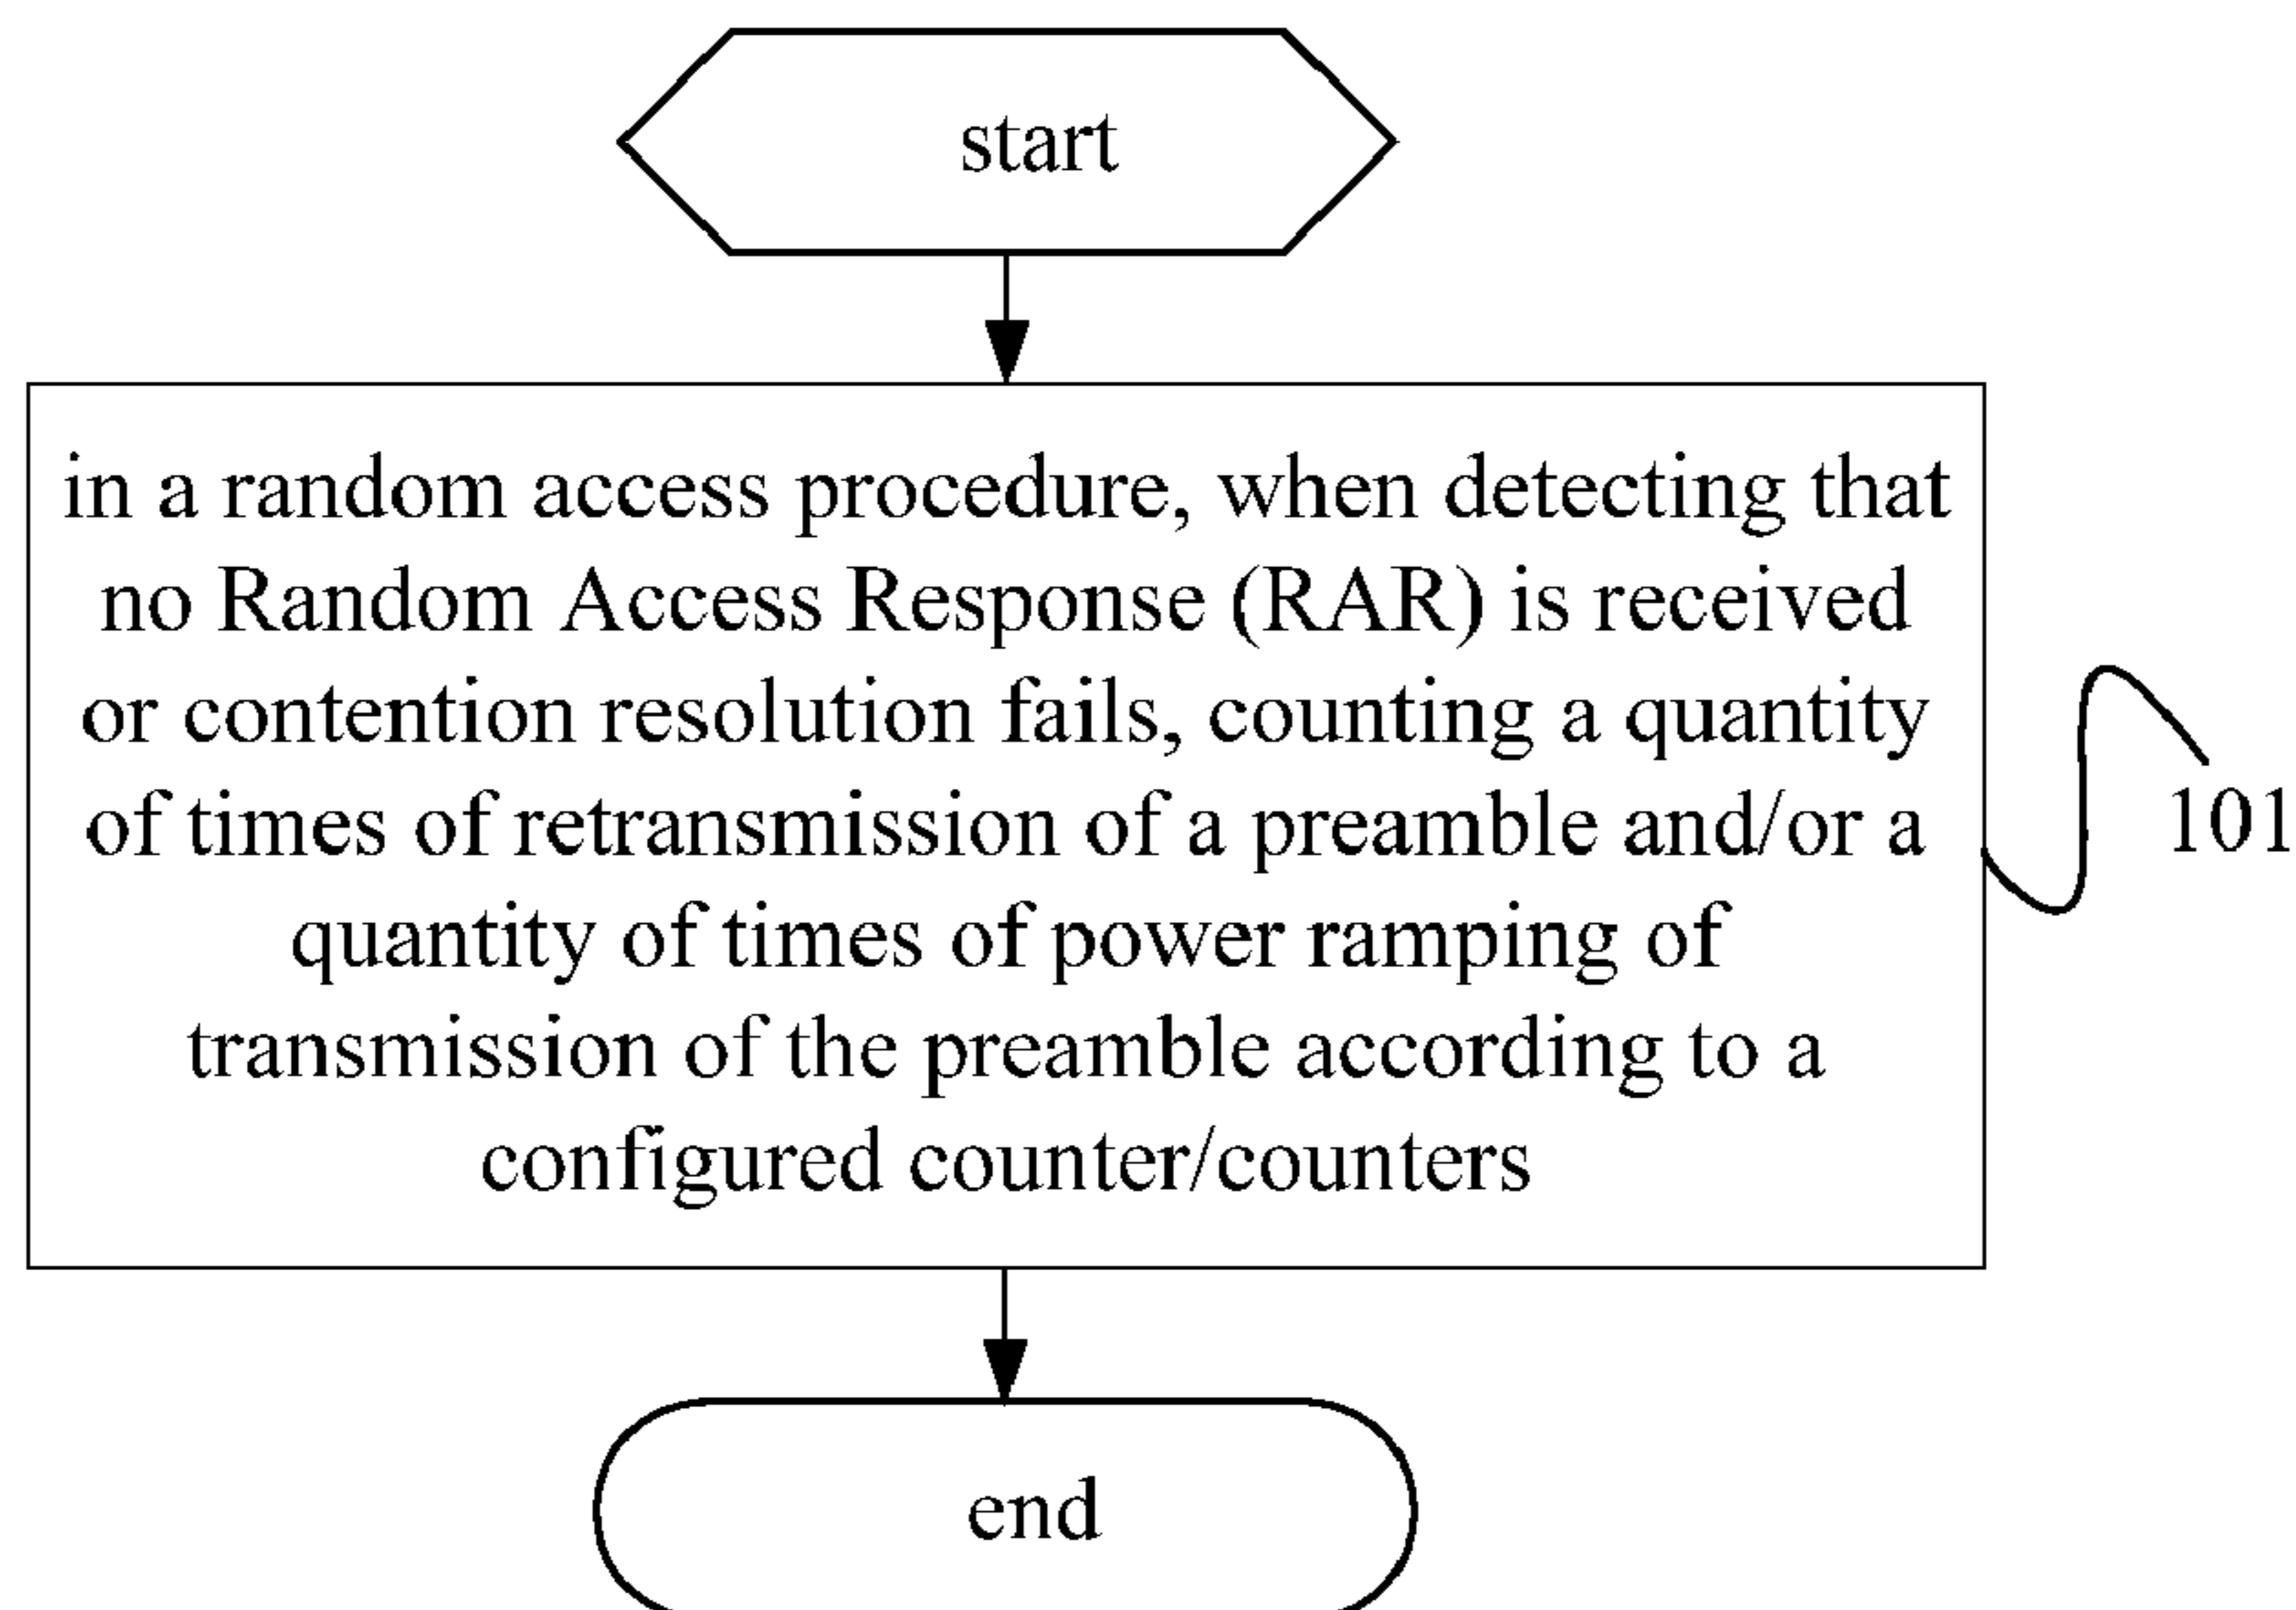 start
in a random access procedure, when detecting that
no Random Access Response (RAR) is received
or contention resolution fails, counting a quantity
of times of retransmission of a preamble and/or a
quantity of times of power ramping of
transmission of the preamble according to a
configured counter/counters
101
end